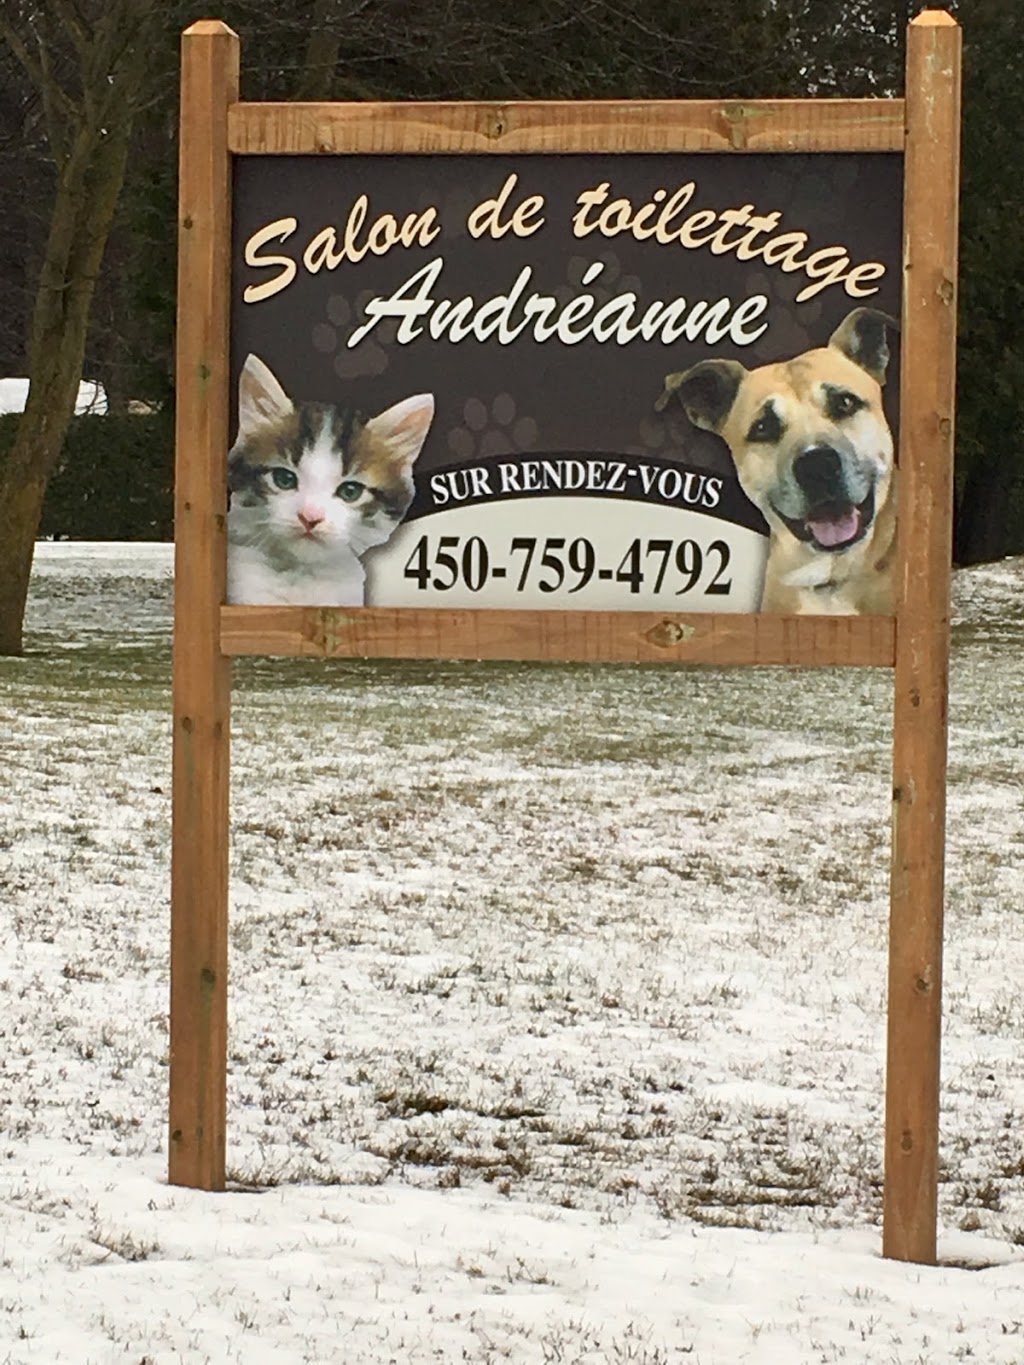 Salon de toilettage
Andréanne
SUR RENDEZ-VOUS
450-759-4792